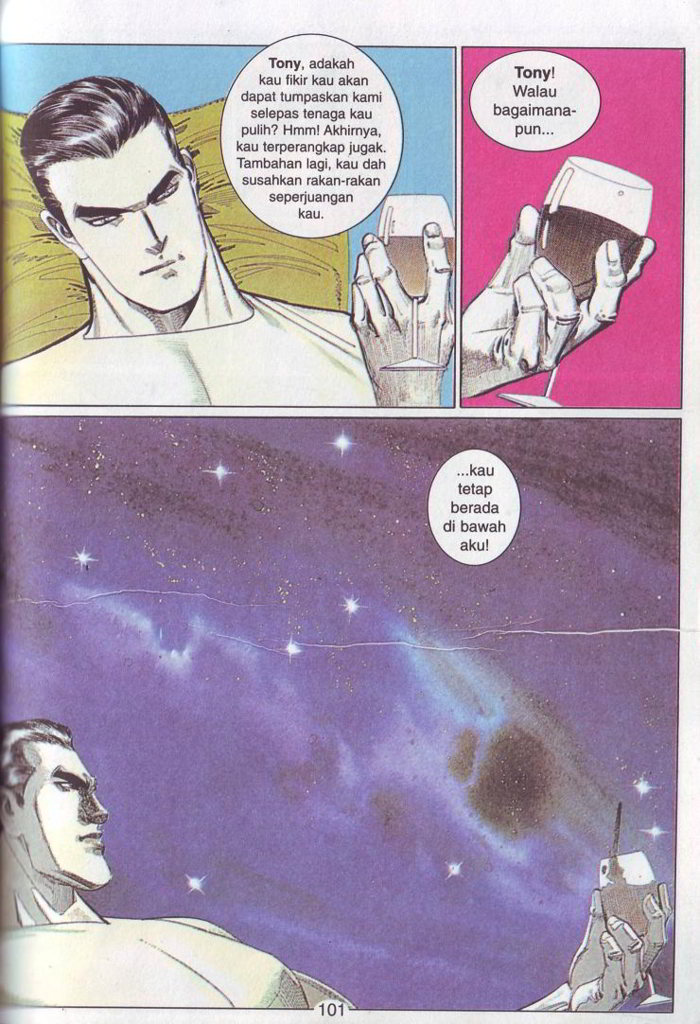 Tony, adakah
kau fikir kau akan
dapat tumpaskan kami
selepas tenaga kau
pulih? Hmm! Akhirnya,
kau terperangkap jugak.
Tambahan lagi, kau dah
susahkan rakan-rakan
seperjuangan
kau.
Tony!
Walau
bagaimana-
pun...
...kau
tetap
berada
di bawah
aku!
101